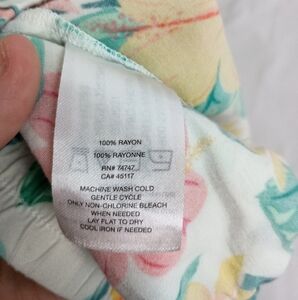 100% RAYON
100% RAYONNE
RN# 74747
CA# 45117
MACHINE WASH COLD
GENTLE CYCLE
ONLY NON-CHLORINE BLEACH
WHEN NEEDED
LAY FLAT TO DRY
COOL IRON IF NEEDED